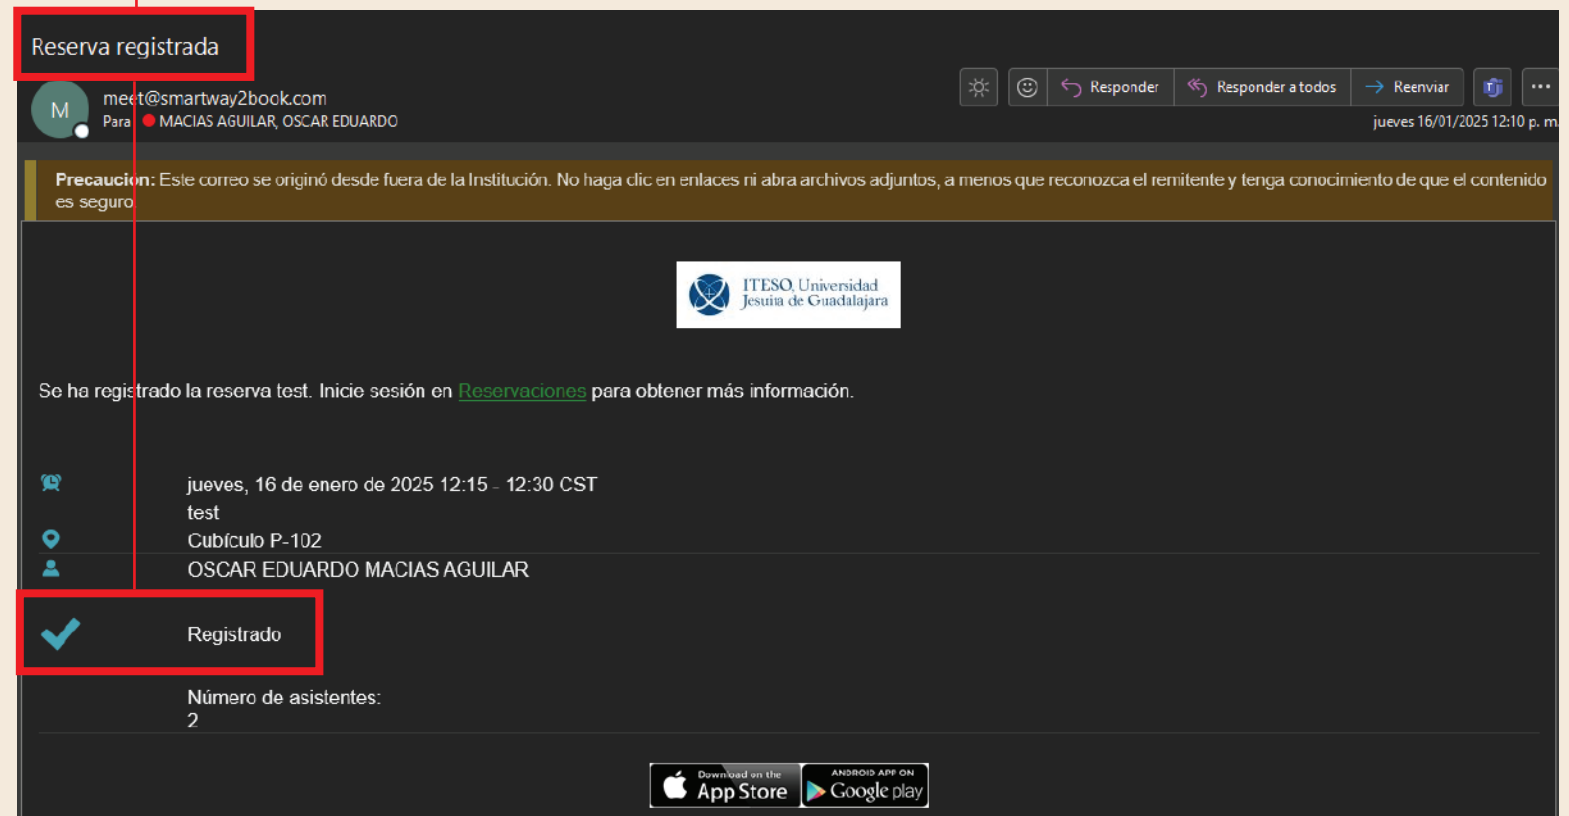 Reserva registrada
M
meet@smartway2book.com
Para MACIAS AGUILAR, OSCAR EDUARDO
Responder
Responder a todos
Reenviar
jueves 16/01/2025 12:10 p. m.
Precaución: Este correo se originó desde fuera de la Institución. No haga clic en enlaces ni abra archivos adjuntos, a menos que reconozca el remitente y tenga conocimiento de que el contenido
es seguro
ITESO, Universidad
Jesuita de Guadalajara
Se ha registrado la reserva test. Inicie sesión en Reservaciones para obtener más información.
jueves, 16 de enero de 2025 12:15 - 12:30 CST
test
Cubículo P-102
OSCAR EDUARDO MACIAS AGUILAR
Registrado
Número de asistentes:
2
Download on the
App Store
ANDROID APP ON
Google play